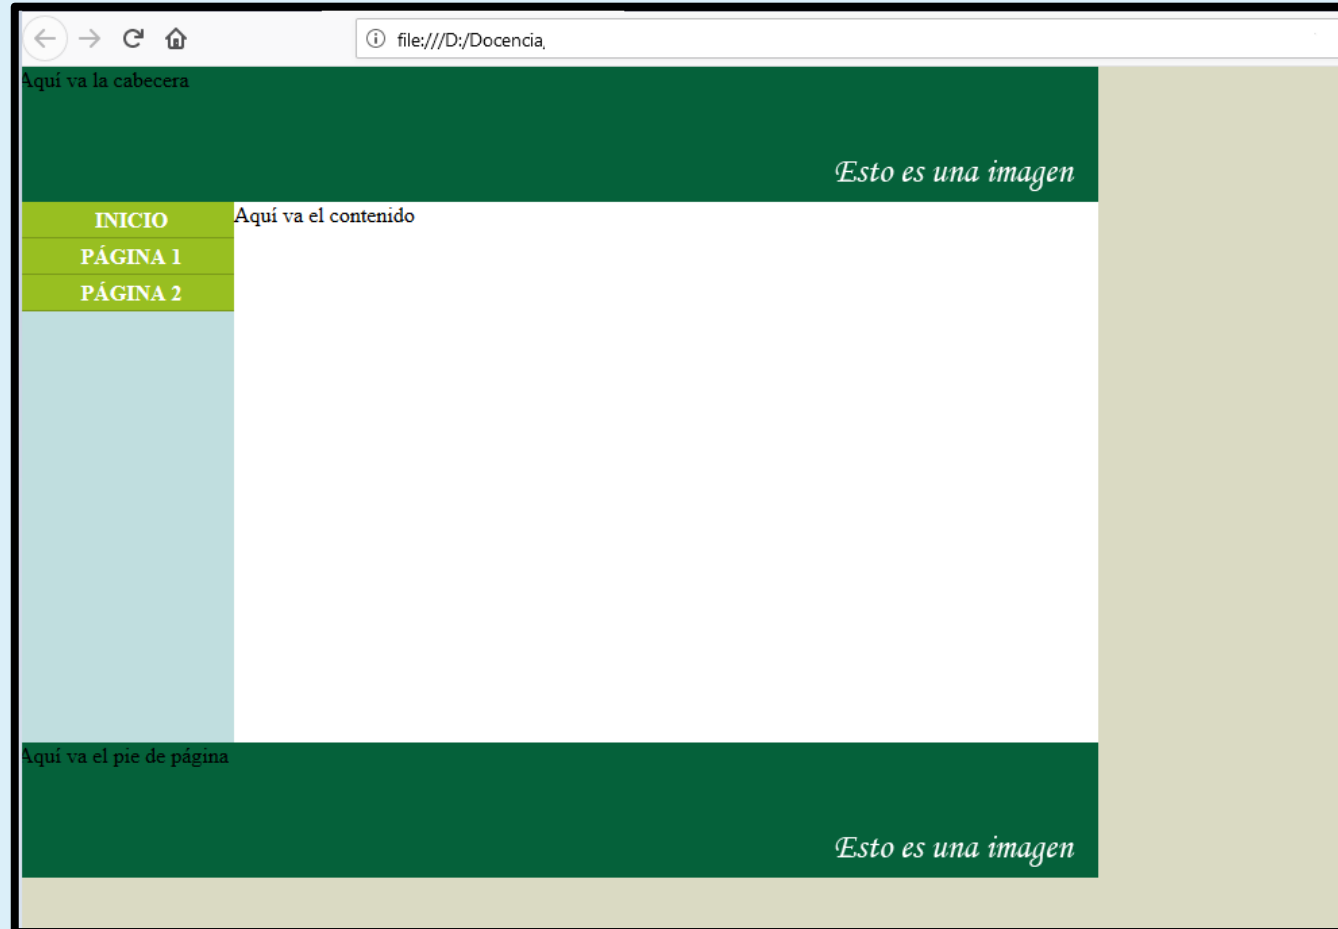 file:///D:/Docencia
Aquí va la cabecera
Esto es una imagen
INICIO
Aquí va el contenido
PÁGINA 1
PÁGINA 2
Aquí va el pie de página
Esto es una imagen